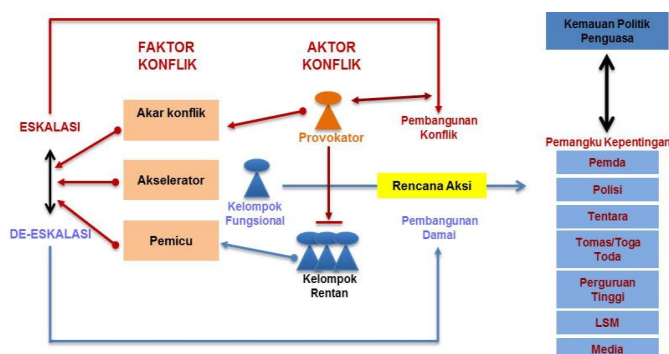 FAKTOR
KONFLIK
AKTOR
KONFLIK
Kemauan Politik
Penguasa
ESKALASI
Akar konflik
Provokator
Pembangunan
Konflik
Pemangku Kepentingan
Akselerator
Kelompok
Fungsional
Rencana Aksi
DE-ESKALASI
Pemicu
Kelompok
Rentan
Pembangunan
Damai
Pemda
Polisi
Tentara
Tomas/Toga
Toda
Perguruan
Tinggi
LSM
Media